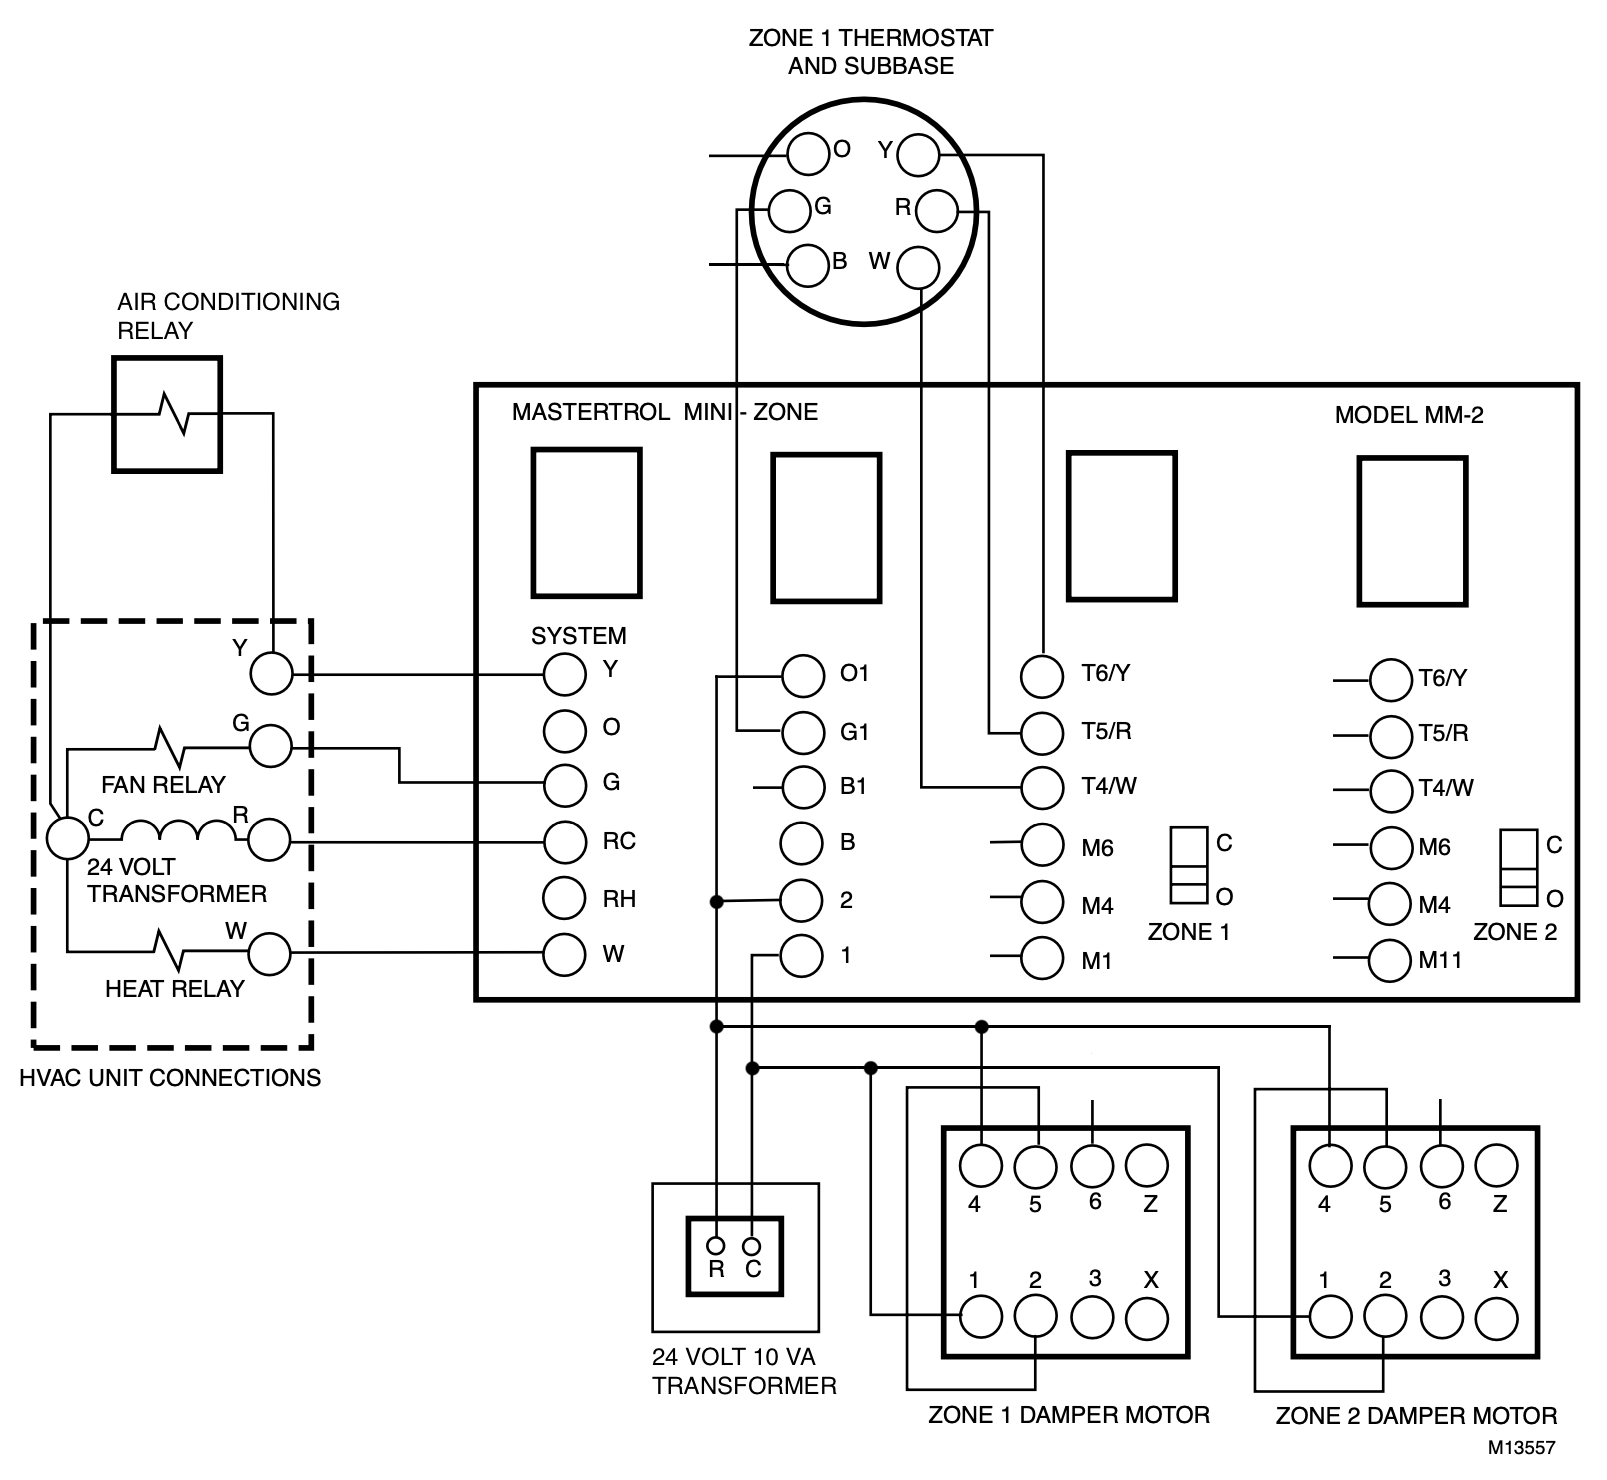 ZONE 1 THERMOSTAT
AND SUBBASE
O Y
G R
B W
AIR CONDITIONING
RELAY
MASTERTROL MINI - ZONE
MODEL MM-2
SYSTEM
Y
O
G
RC
RH
W
O1
G1
B1
B
2
1
T6/Y
T5/R
T4/W
M6
M4
M1
C
O
ZONE 1
T6/Y
T5/R
T4/W
M6
M4
M11
C
O
ZONE 2
Y
G
FAN RELAY
C R
24 VOLT
TRANSFORMER
W
HEAT RELAY
HVAC UNIT CONNECTIONS
R C
24 VOLT 10 VA
TRANSFORMER
4 5 6 Z
1 2 3 X
ZONE 1 DAMPER MOTOR
4 5 6 Z
1 2 3 X
ZONE 2 DAMPER MOTOR
M13557